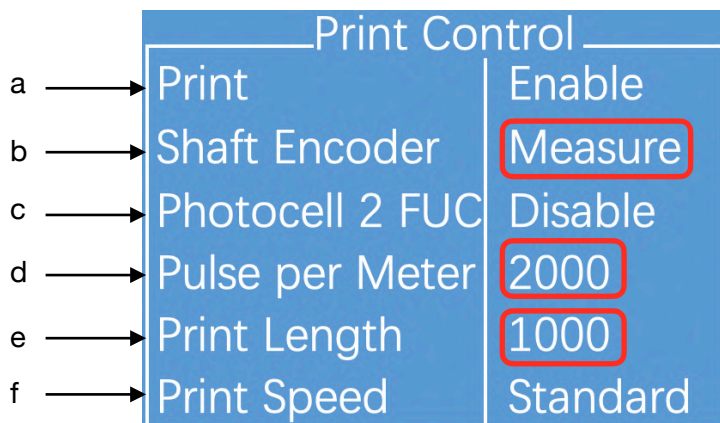 Print Control
a Print Enable
b Shaft Encoder Measure
c Photocell 2 FUC Disable
d Pulse per Meter 2000
e Print Length 1000
f Print Speed Standard